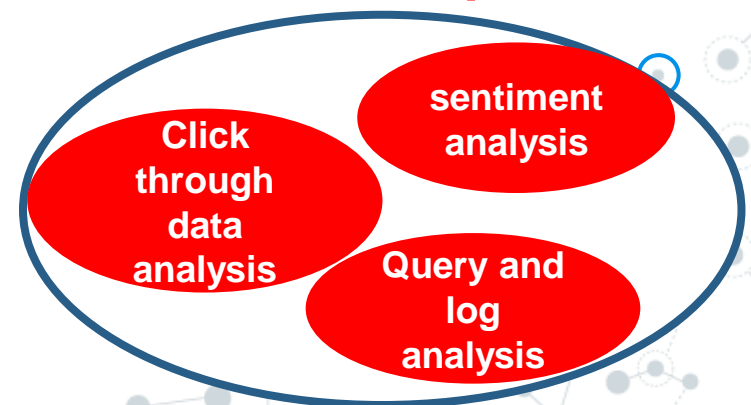 Click
through
data
analysis
sentiment
analysis
Query and
log
analysis